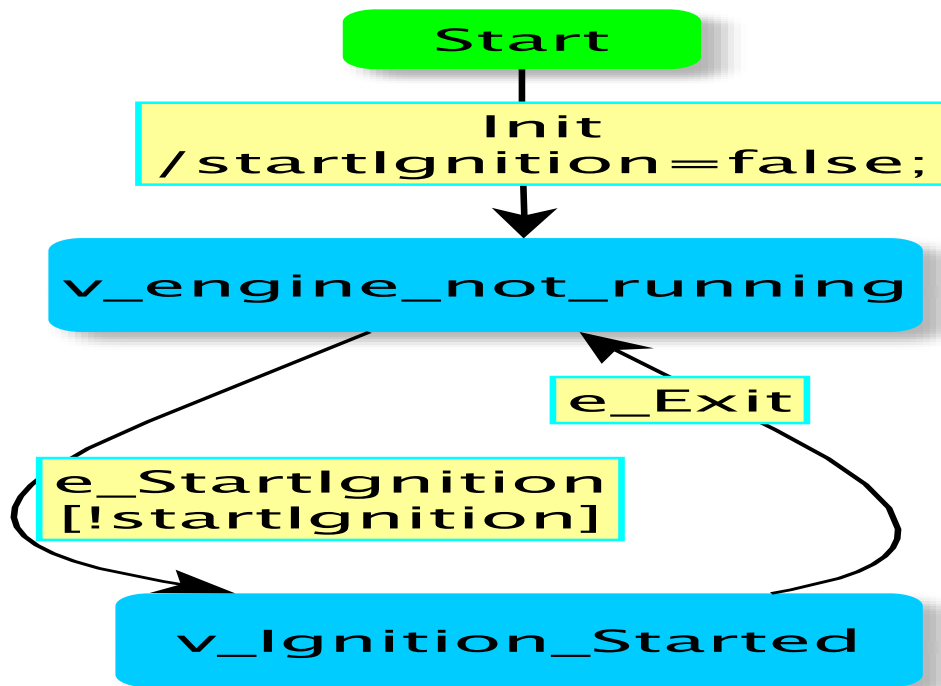 Start
Init
/startIgnition=false;
v_engine_not_running
e_Exit
e_StartIgnition
[!startIgnition]
v_Ignition_Started